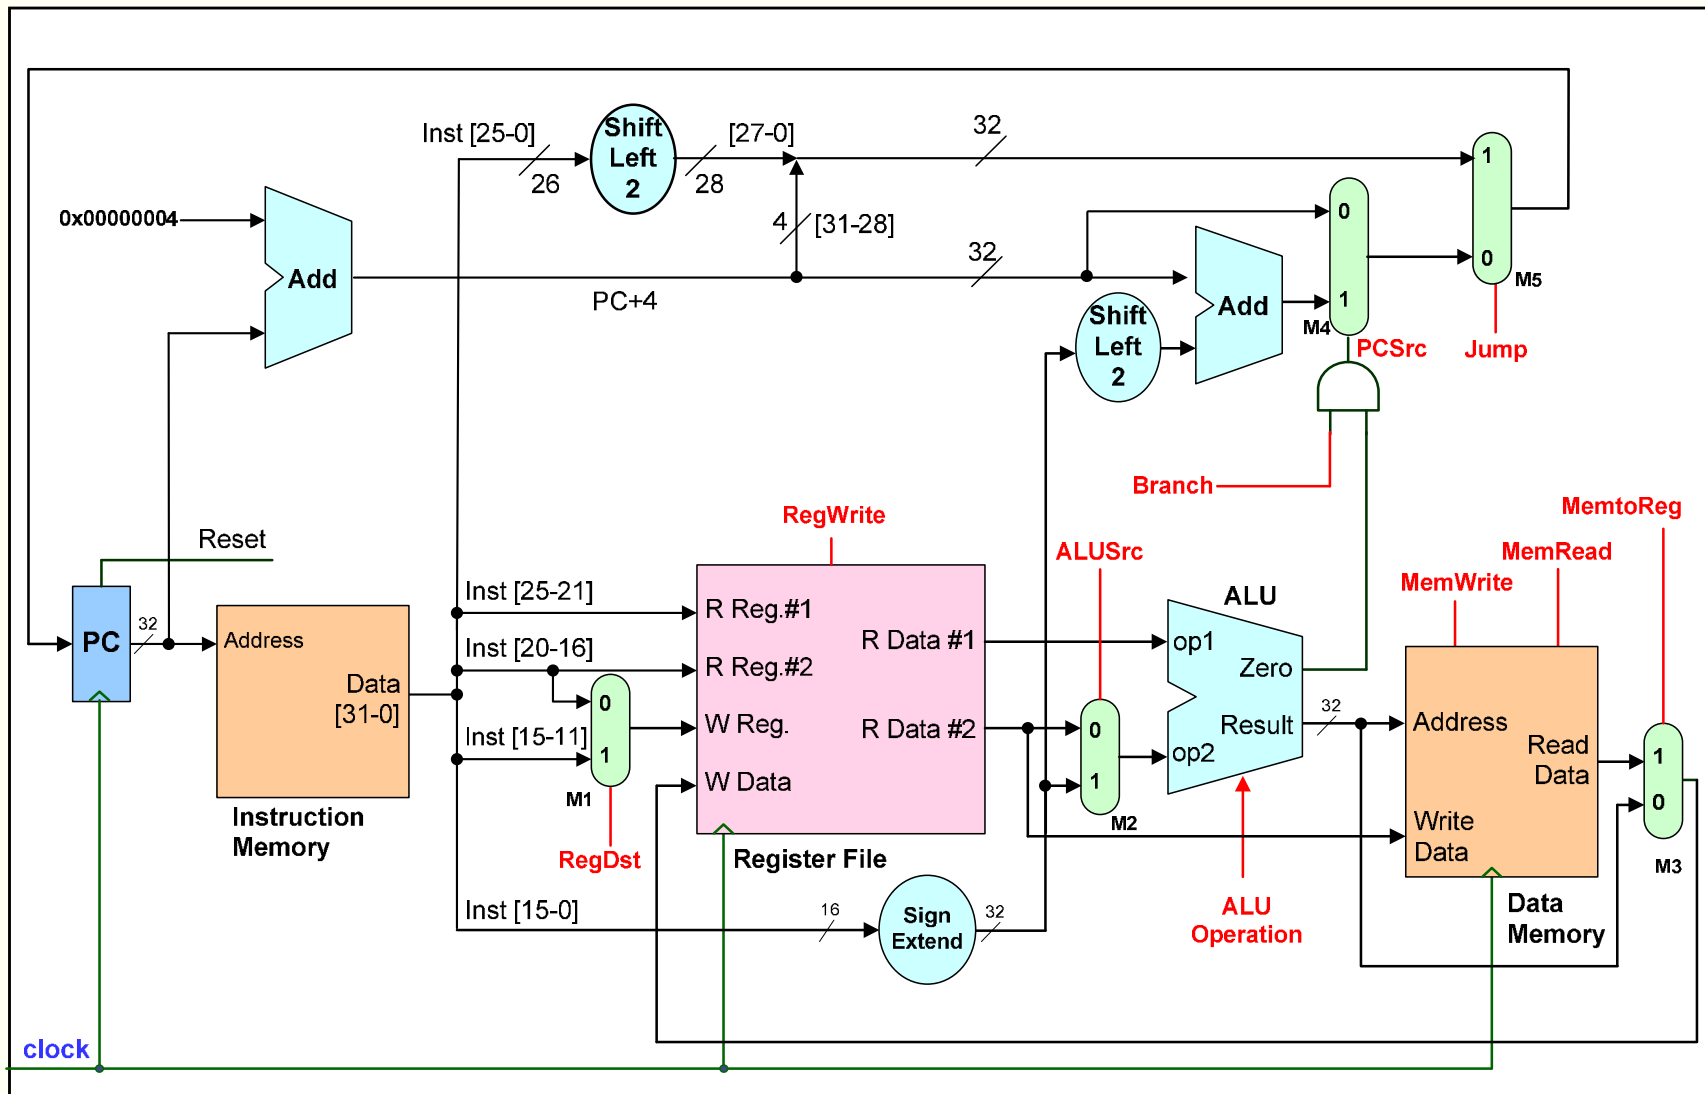 Inst [25-0]
26
Shift
Left
2
[27-0]
28
32
1
0
M5
Jump
0x00000004
Add
4
[31-28]
32
PC+4
0
1
M4
PCSrc
Add
Shift
Left
2
Branch
RegWrite
ALUSrc
MemtoReg
MemRead
MemWrite
Reset
PC
32
Address
Data
[31-0]
Instruction
Memory
Inst [25-21]
Inst [20-16]
Inst [15-11]
0
1
M1
RegDst
R Reg.#1
R Reg.#2
W Reg.
W Data
R Data #1
R Data #2
Register File
0
1
M2
ALU
op1
Zero
Result
op2
32
ALU
Operation
Address
Read
Data
Write
Data
Data
Memory
1
0
M3
Inst [15-0]
16
Sign
Extend
32
clock